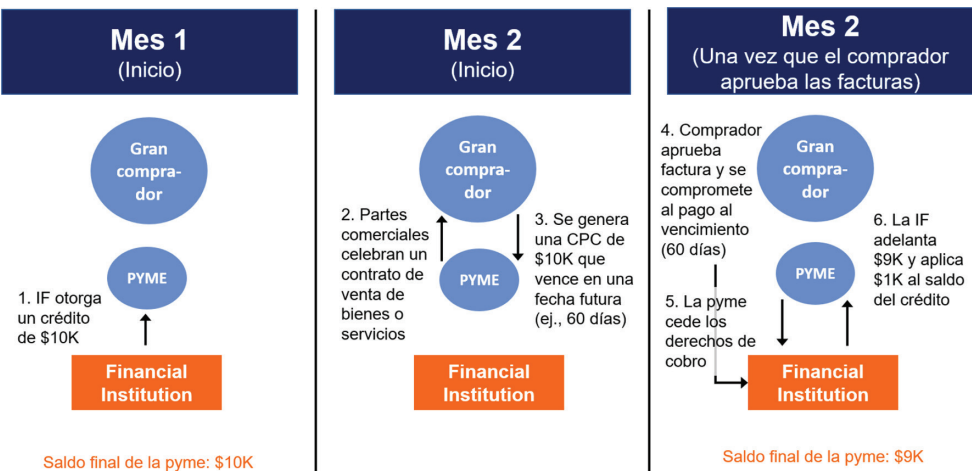 Mes 1
(Inicio)
Gran
compra-
dor
PYME
1. IF otorga
un crédito
de $10K
Financial
Institution
Saldo final de la pyme: $10K
Mes 2
(Inicio)
Gran
compra-
dor
2. Partes
comerciales
celebran un
contrato de
venta de
bienes o
servicios
3. Se genera
una CPC de
$10K que
vence en una
fecha futura
(ej., 60 días)
PYME
Financial
Institution
Mes 2
(Una vez que el comprador
aprueba las facturas)
4. Comprador
aprueba
factura y se
compromete
al pago al
vencimiento
(60 días)
Gran
compra-
dor
PYME
5. La pyme
cede los
derechos de
cobro
6. La IF
adelanta
$9K y aplica
$1K al saldo
del crédito
Financial
Institution
Saldo final de la pyme: $9K